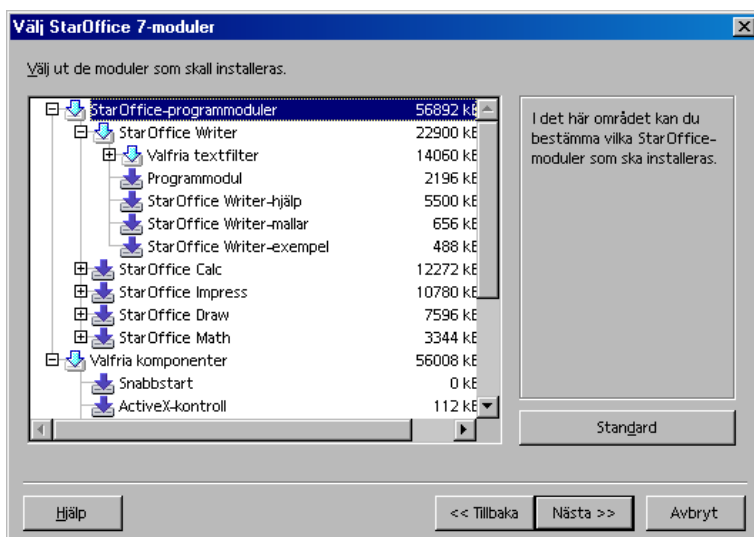 Välj StarOffice 7-moduler
Välj ut de moduler som skall installeras.
StarOffice-programmoduler 56892 kB
StarOffice Writer 22900 kB
Valfria textfilter 14060 kB
Programmodul 2196 kB
StarOffice Writer-hjälp 5500 kB
StarOffice Writer-mallar 656 kB
StarOffice Writer-exempel 488 kB
StarOffice Calc 12272 kB
StarOffice Impress 10780 kB
StarOffice Draw 7596 kB
StarOffice Math 3344 kB
Valfria komponenter 56008 kB
Snabbstart 0 kB
ActiveX-kontroll 112 kB
I det här området kan du
bestämma vilka StarOffice-
moduler som ska installeras.
Standard
Hjälp
<< Tillbaka
Nästa >>
Avbryt